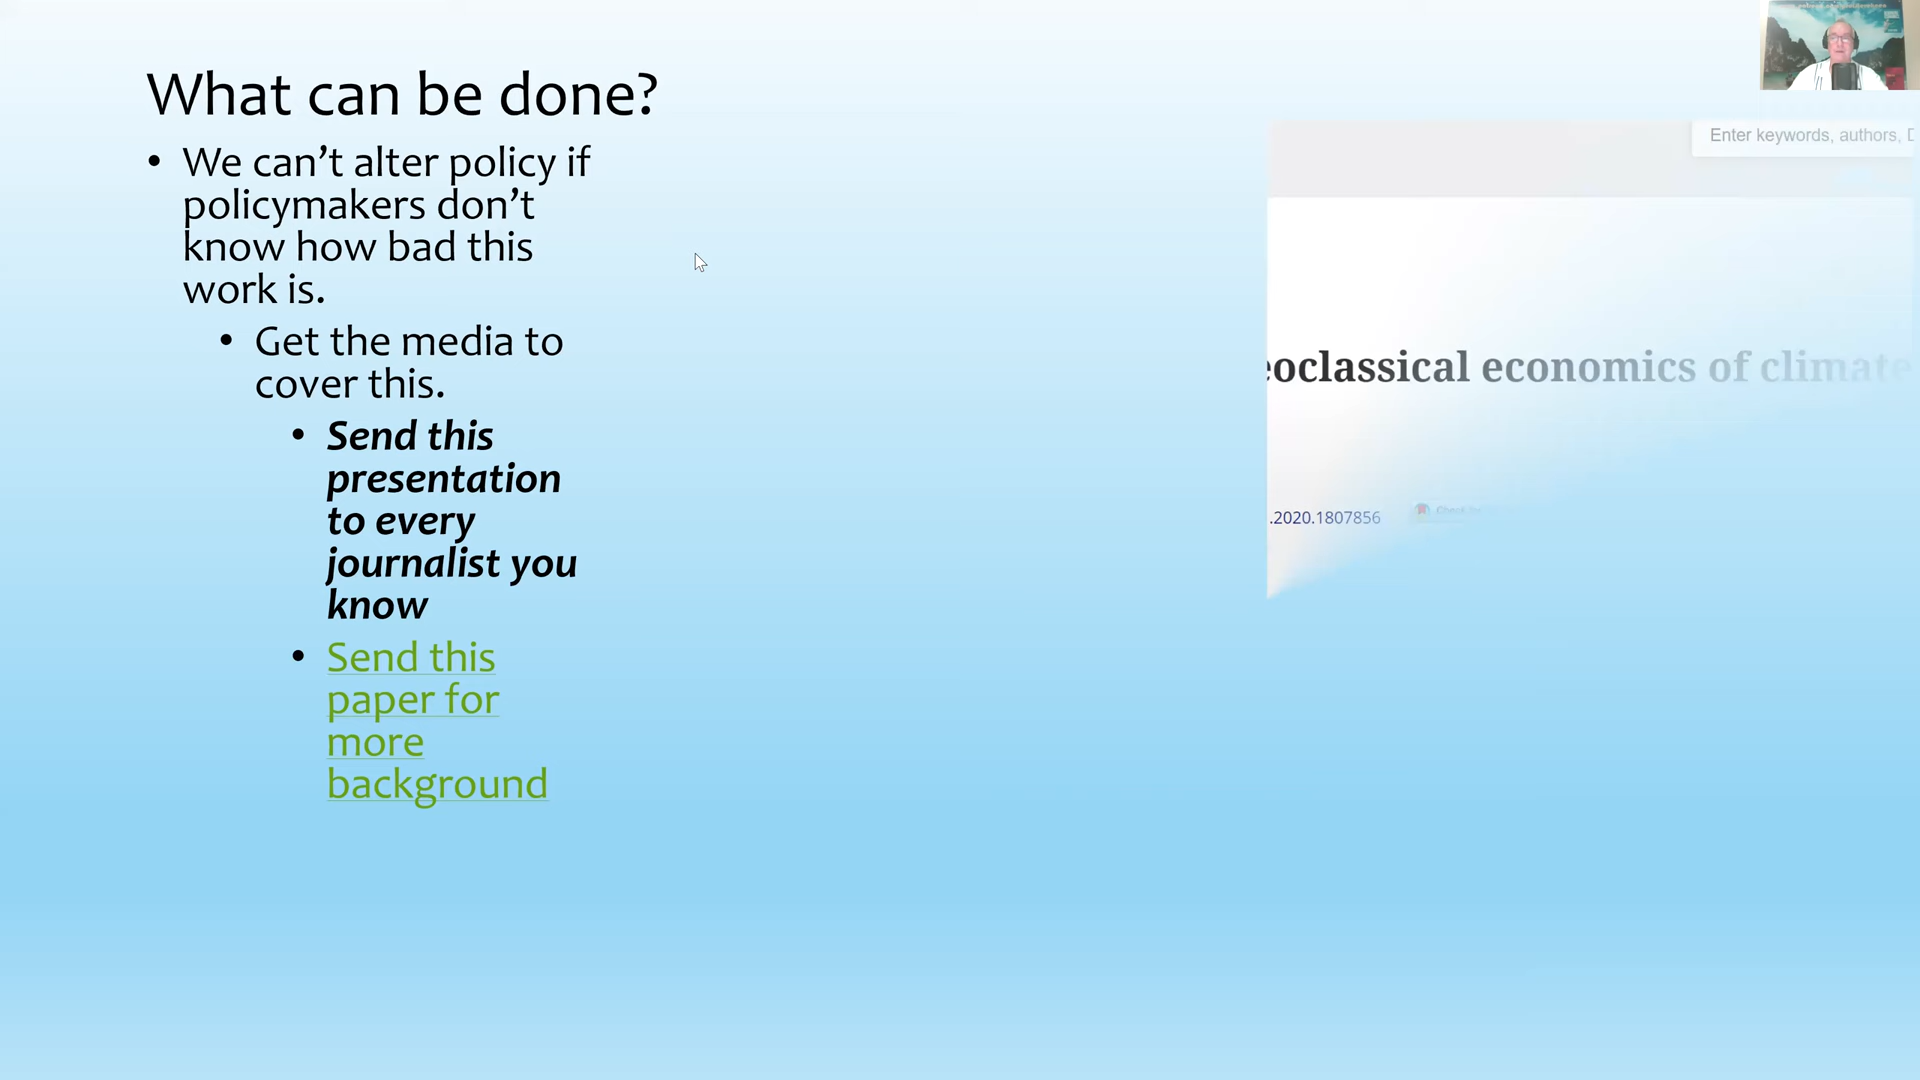 What can be done?
• We can’t alter policy if
policymakers don’t
know how bad this
work is.
• Get the media to
cover this.
• Send this
presentation
to every
journalist you
know
• Send this
paper for
more
background
Enter keywords, authors, D
eoclassical economics of climate
.2020.1807856